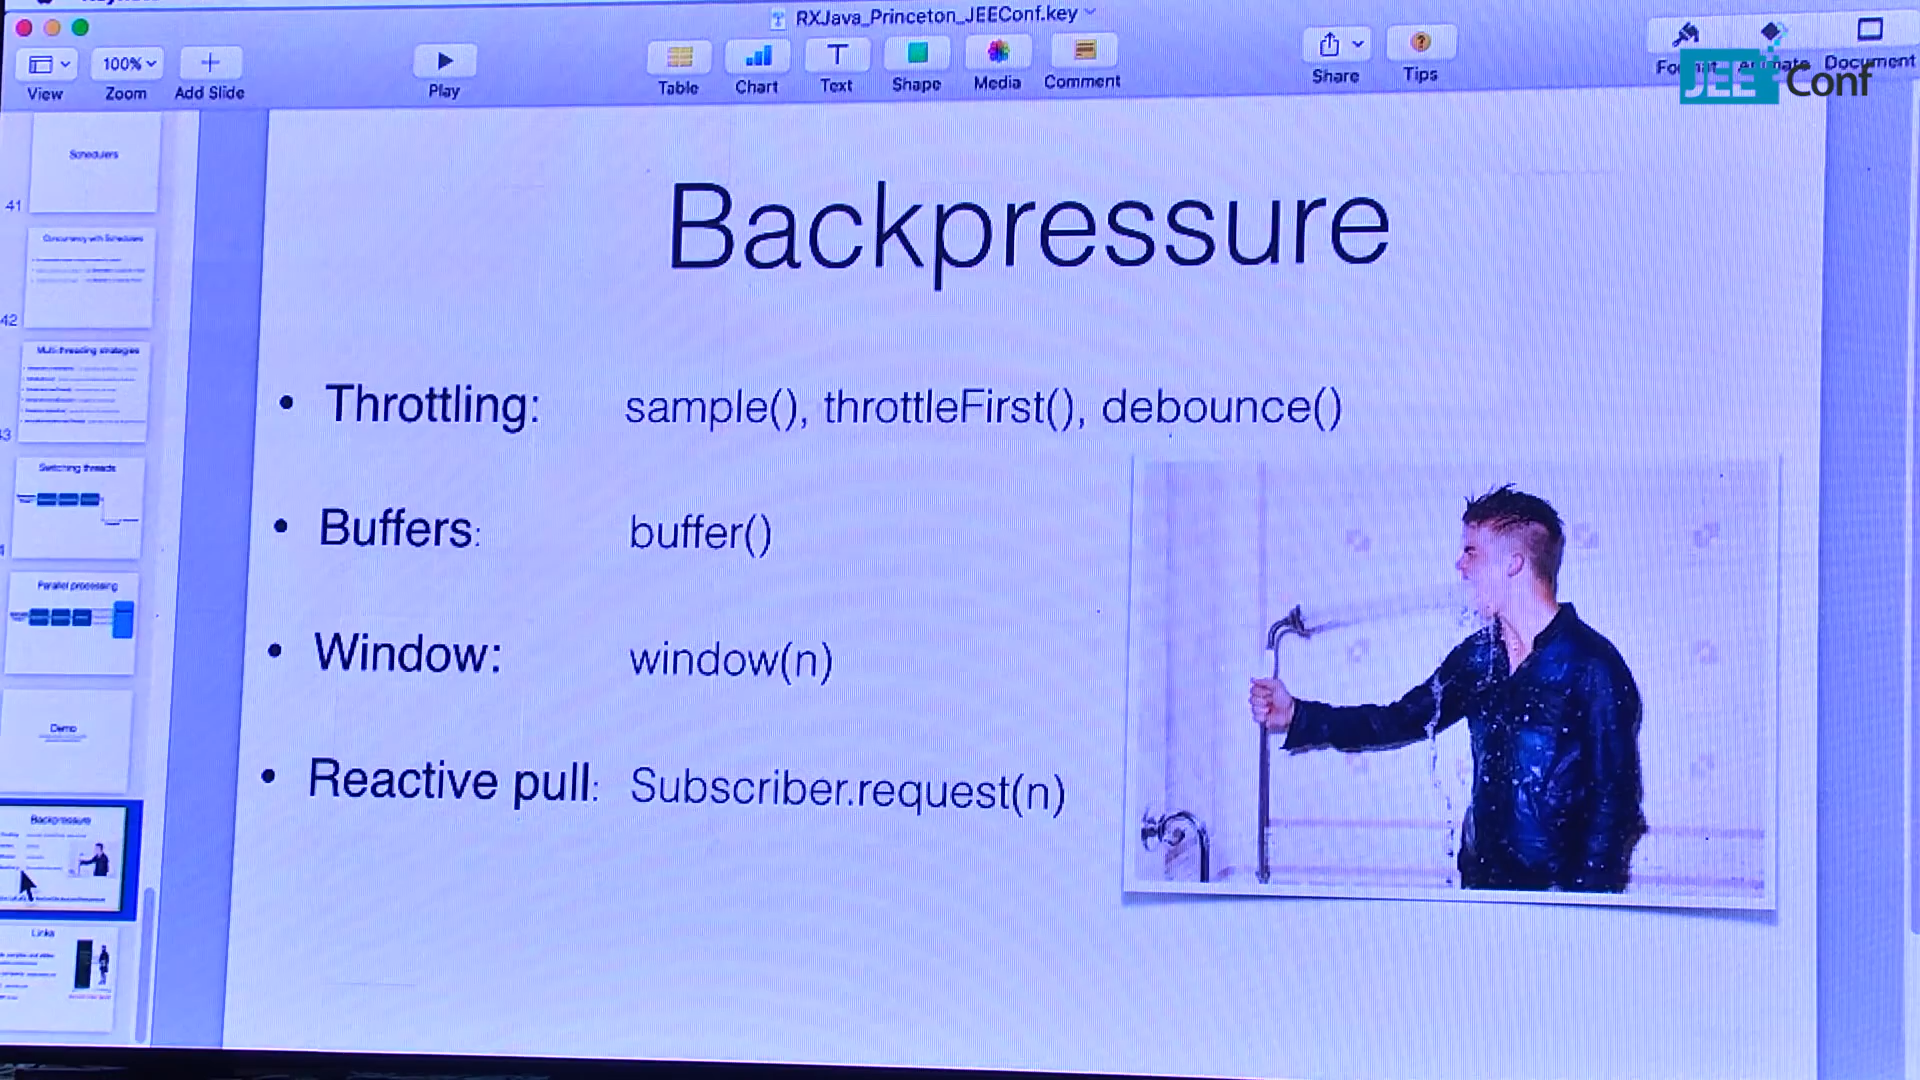 RXJava_Princeton_JEEConf.key
100%
View
Zoom
Add Slide
Play
Table
Chart
Text
Shape
Media
Comment
Share
Tips
Document
JEEConf
Schedulers
41
Concurrency with Schedulers
42
Multi-threading strategies
Switching threads
Parallel processing
Demo
Backpressure
Links
Backpressure
• Throttling: sample(), throttleFirst(), debounce()
• Buffers: buffer()
• Window: window(n)
• Reactive pull: Subscriber.request(n)